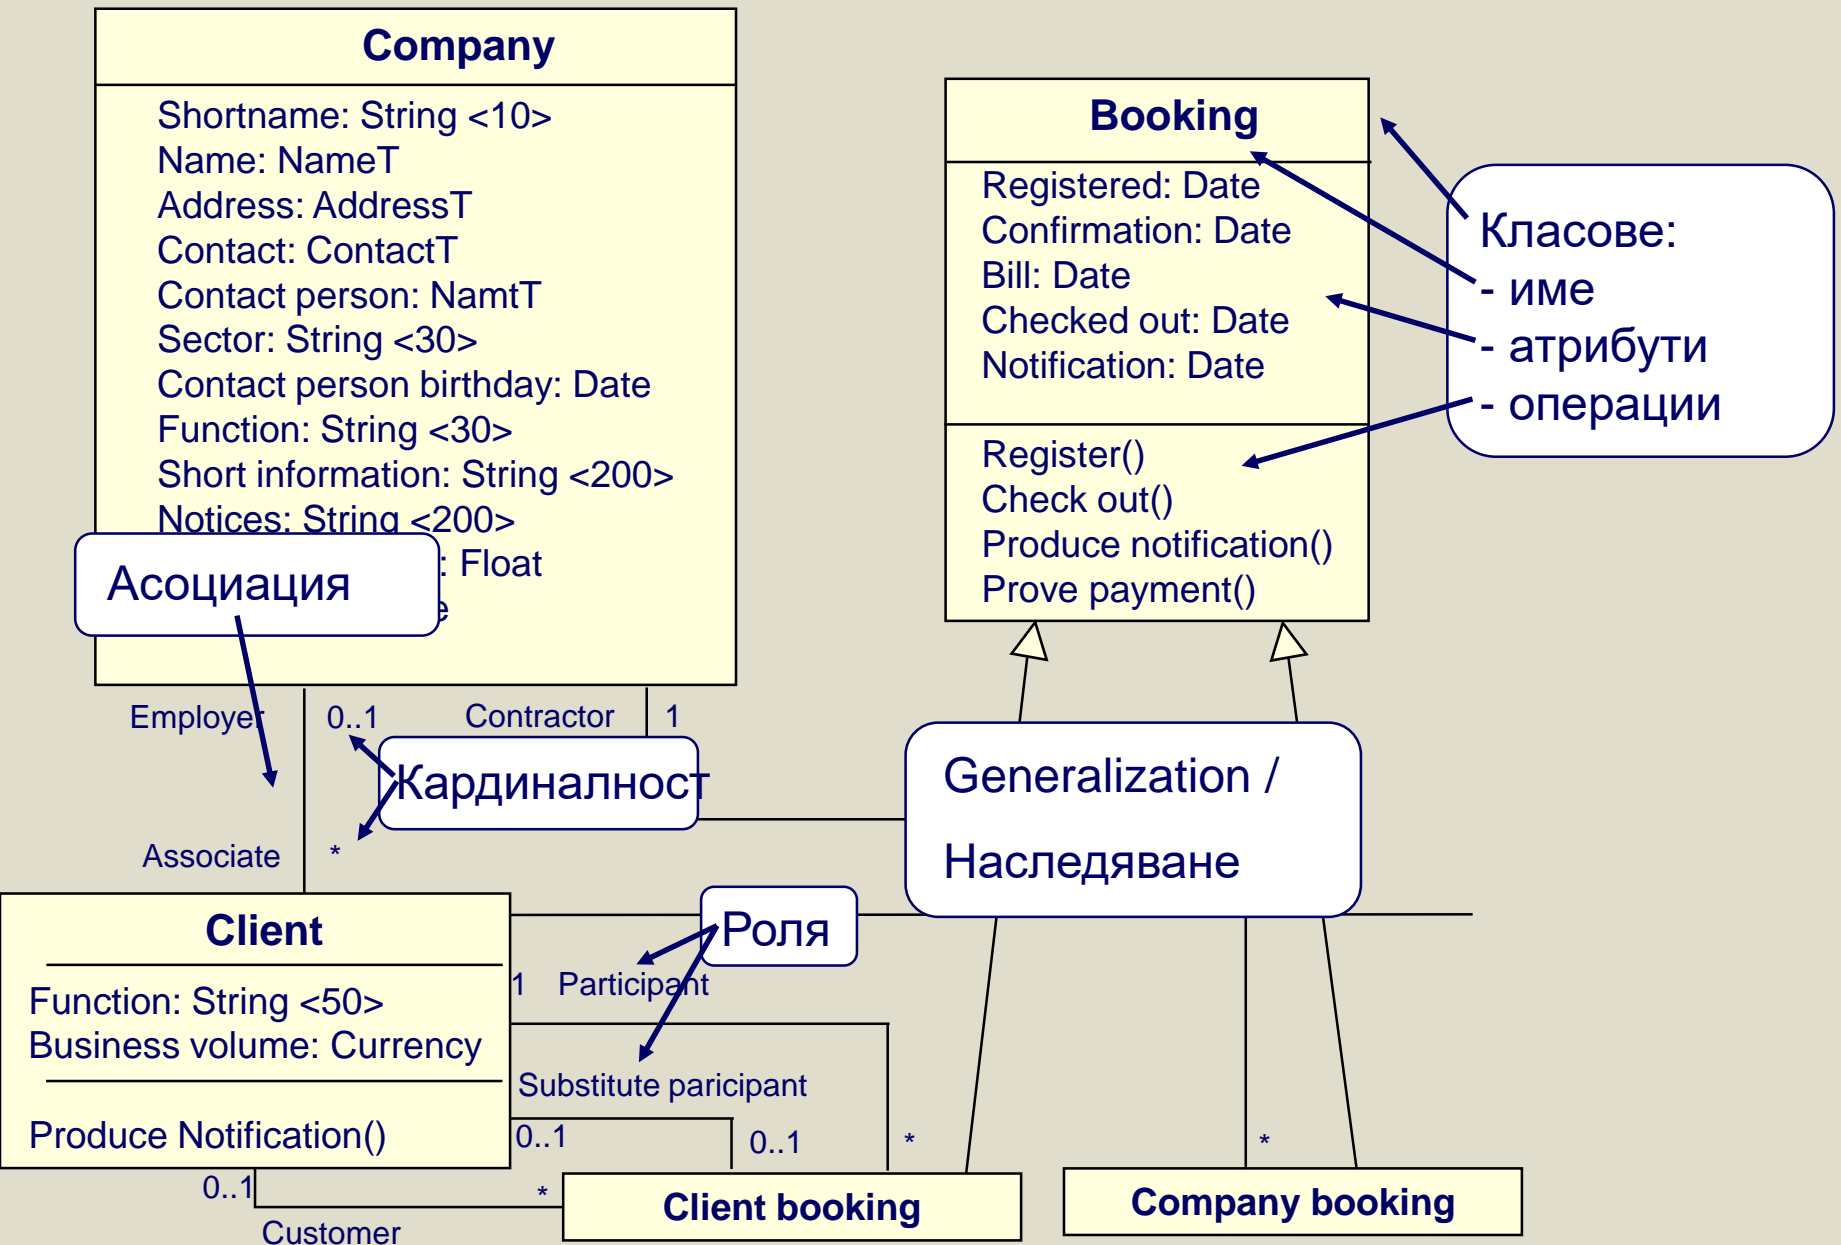 Company
Shortname: String <10>
Name: NameT
Address: AddressT
Contact: ContactT
Contact person: NamtT
Sector: String <30>
Contact person birthday: Date
Function: String <30>
Short information: String <200>
Notices: String <200>
: Float
Асоциация
Booking
Registered: Date
Confirmation: Date
Bill: Date
Checked out: Date
Notification: Date
Register()
Check out()
Produce notification()
Prove payment()
Класове:
- име
- атрибути
- операции
Employer 0..1 Contractor 1
Кардиналност
Associate *
Generalization /
Наследяване
Client
Function: String <50>
Business volume: Currency
Produce Notification()
Роля
1 Participant
Substitute paricipant
0..1 0..1 * *
0..1 *
Customer
Client booking
Company booking